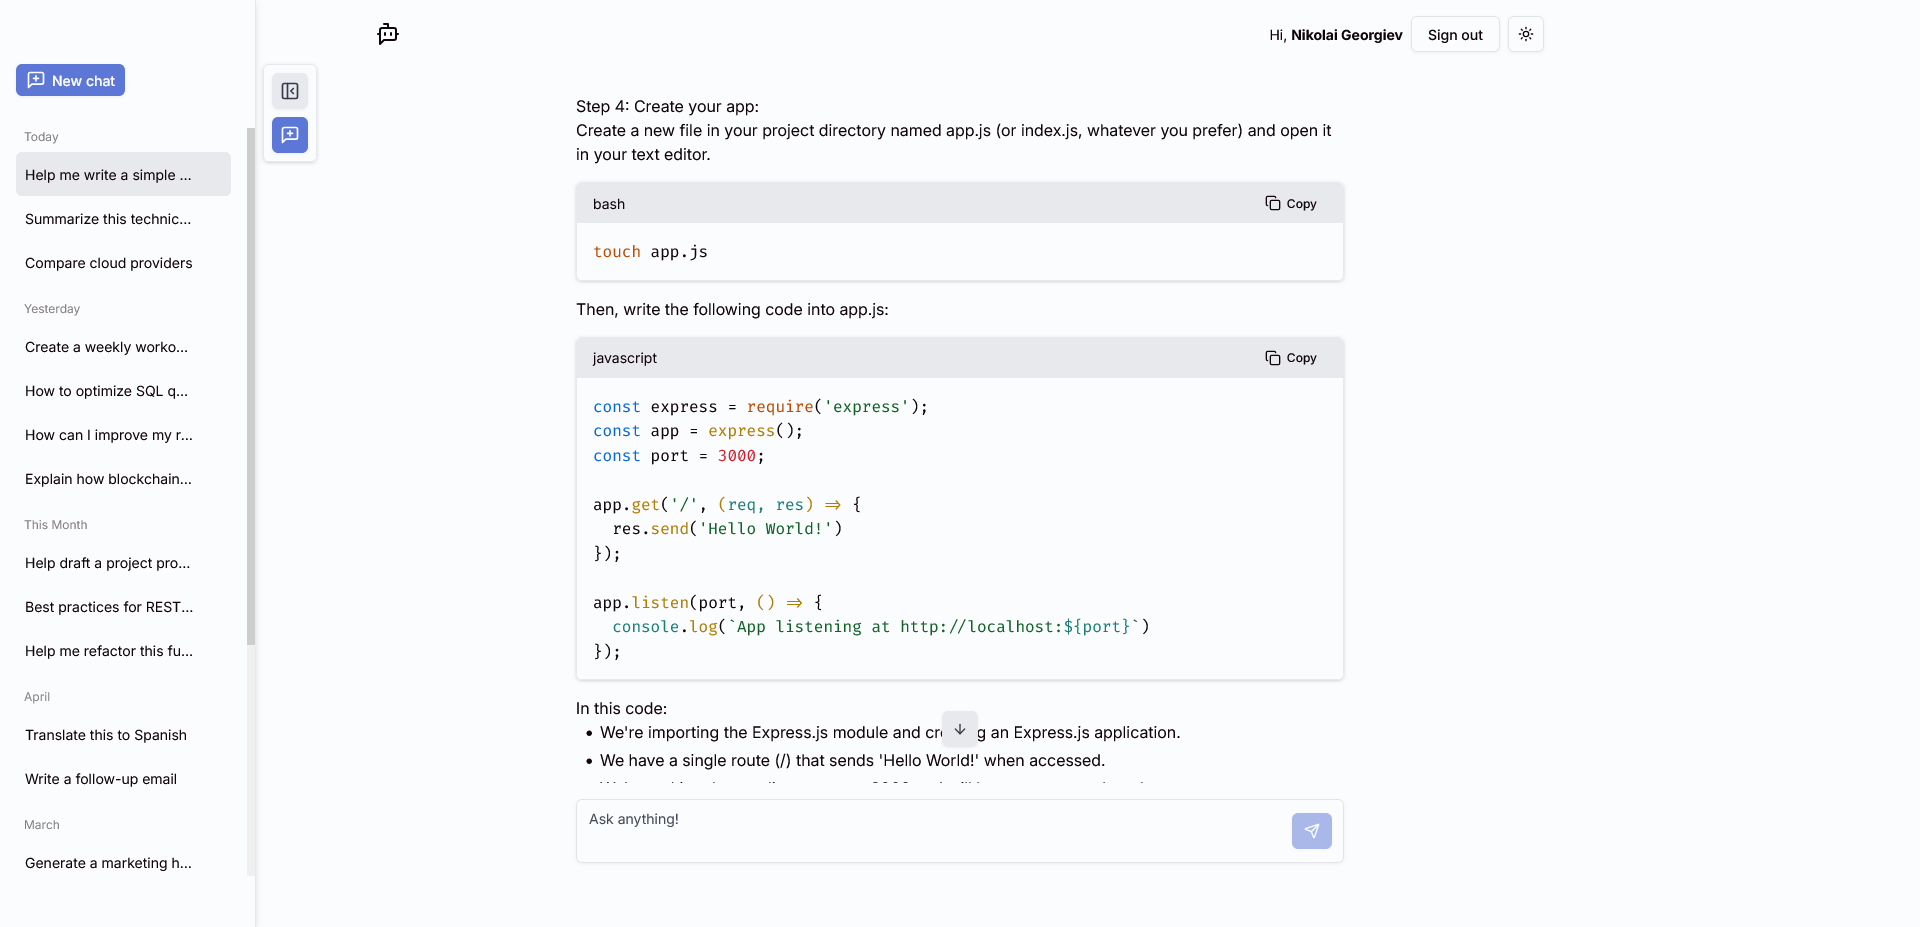 Hi, Nikolai Georgiev
Sign out
New chat
Today
Help me write a simple ...
Summarize this technic...
Compare cloud providers
Yesterday
Create a weekly worko...
How to optimize SQL q...
How can I improve my r...
Explain how blockchain...
This Month
Help draft a project pro...
Best practices for REST...
Help me refactor this fu...
April
Translate this to Spanish
Write a follow-up email
March
Generate a marketing h...
Step 4: Create your app:
Create a new file in your project directory named app.js (or index.js, whatever you prefer) and open it
in your text editor.
bash
Copy
touch app.js
Then, write the following code into app.js:
javascript
Copy
const express = require('express');
const app = express();
const port = 3000;
app.get('/', (req, res) => {
  res.send('Hello World!')
});
app.listen(port, () => {
  console.log(`App listening at http://localhost:${port}`)
});
In this code:
• We're importing the Express.js module and cr g an Express.js application.
• We have a single route (/) that sends 'Hello World!' when accessed.
Ask anything!